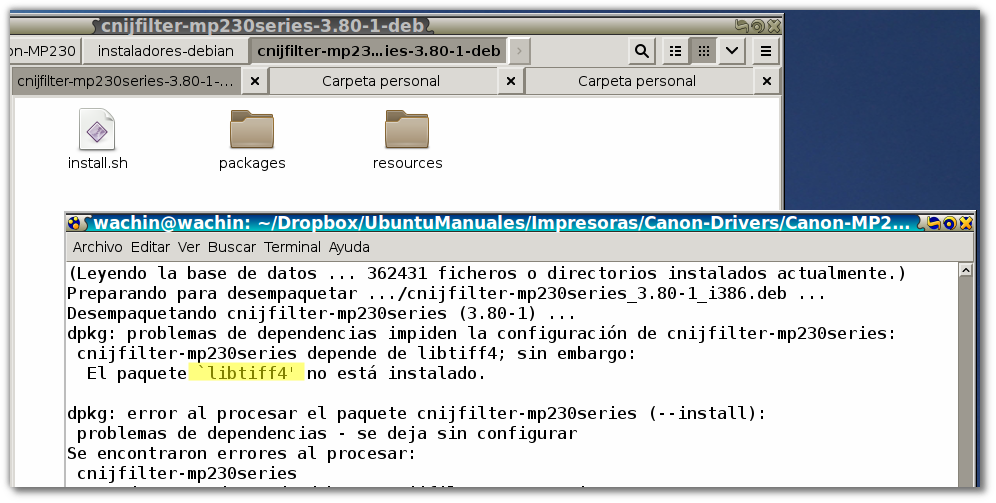 cnijfilter-mp230series-3.80-1-deb
on-MP230 instaladores-debian cnijfilter-mp23...ies-3.80-1-deb
cnijfilter-mp230series-3.80-1-... Carpeta personal Carpeta personal
install.sh packages resources
wachin@wachin: ~/Dropbox/UbuntuManuales/Impresoras/Canon-Drivers/Canon-MP2...
Archivo Editar Ver Buscar Terminal Ayuda
(Leyendo la base de datos ... 362431 ficheros o directorios instalados actualmente.)
Preparando para desempaquetar .../cnijfilter-mp230series_3.80-1_i386.deb ...
Desempaquetando cnijfilter-mp230series (3.80-1) ...
dpkg: problemas de dependencias impiden la configuración de cnijfilter-mp230series:
cnijfilter-mp230series depende de libtiff4; sin embargo:
El paquete `libtiff4' no está instalado.
dpkg: error al procesar el paquete cnijfilter-mp230series (--install):
problemas de dependencias - se deja sin configurar
Se encontraron errores al procesar:
cnijfilter-mp230series